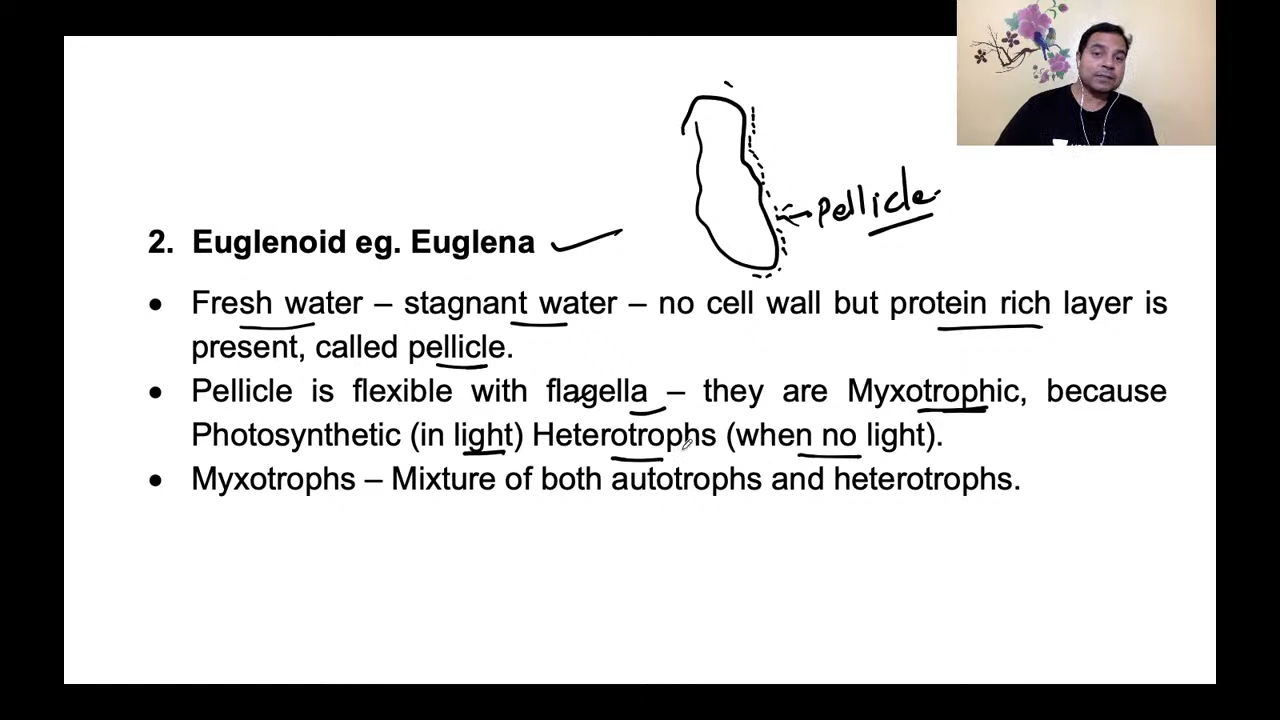 pellicle
2. Euglenoid eg. Euglena
• Fresh water – stagnant water – no cell wall but protein rich layer is
present, called pellicle.
• Pellicle is flexible with flagella – they are Myxotrophic, because
Photosynthetic (in light) Heterotrophs (when no light).
• Myxotrophs – Mixture of both autotrophs and heterotrophs.